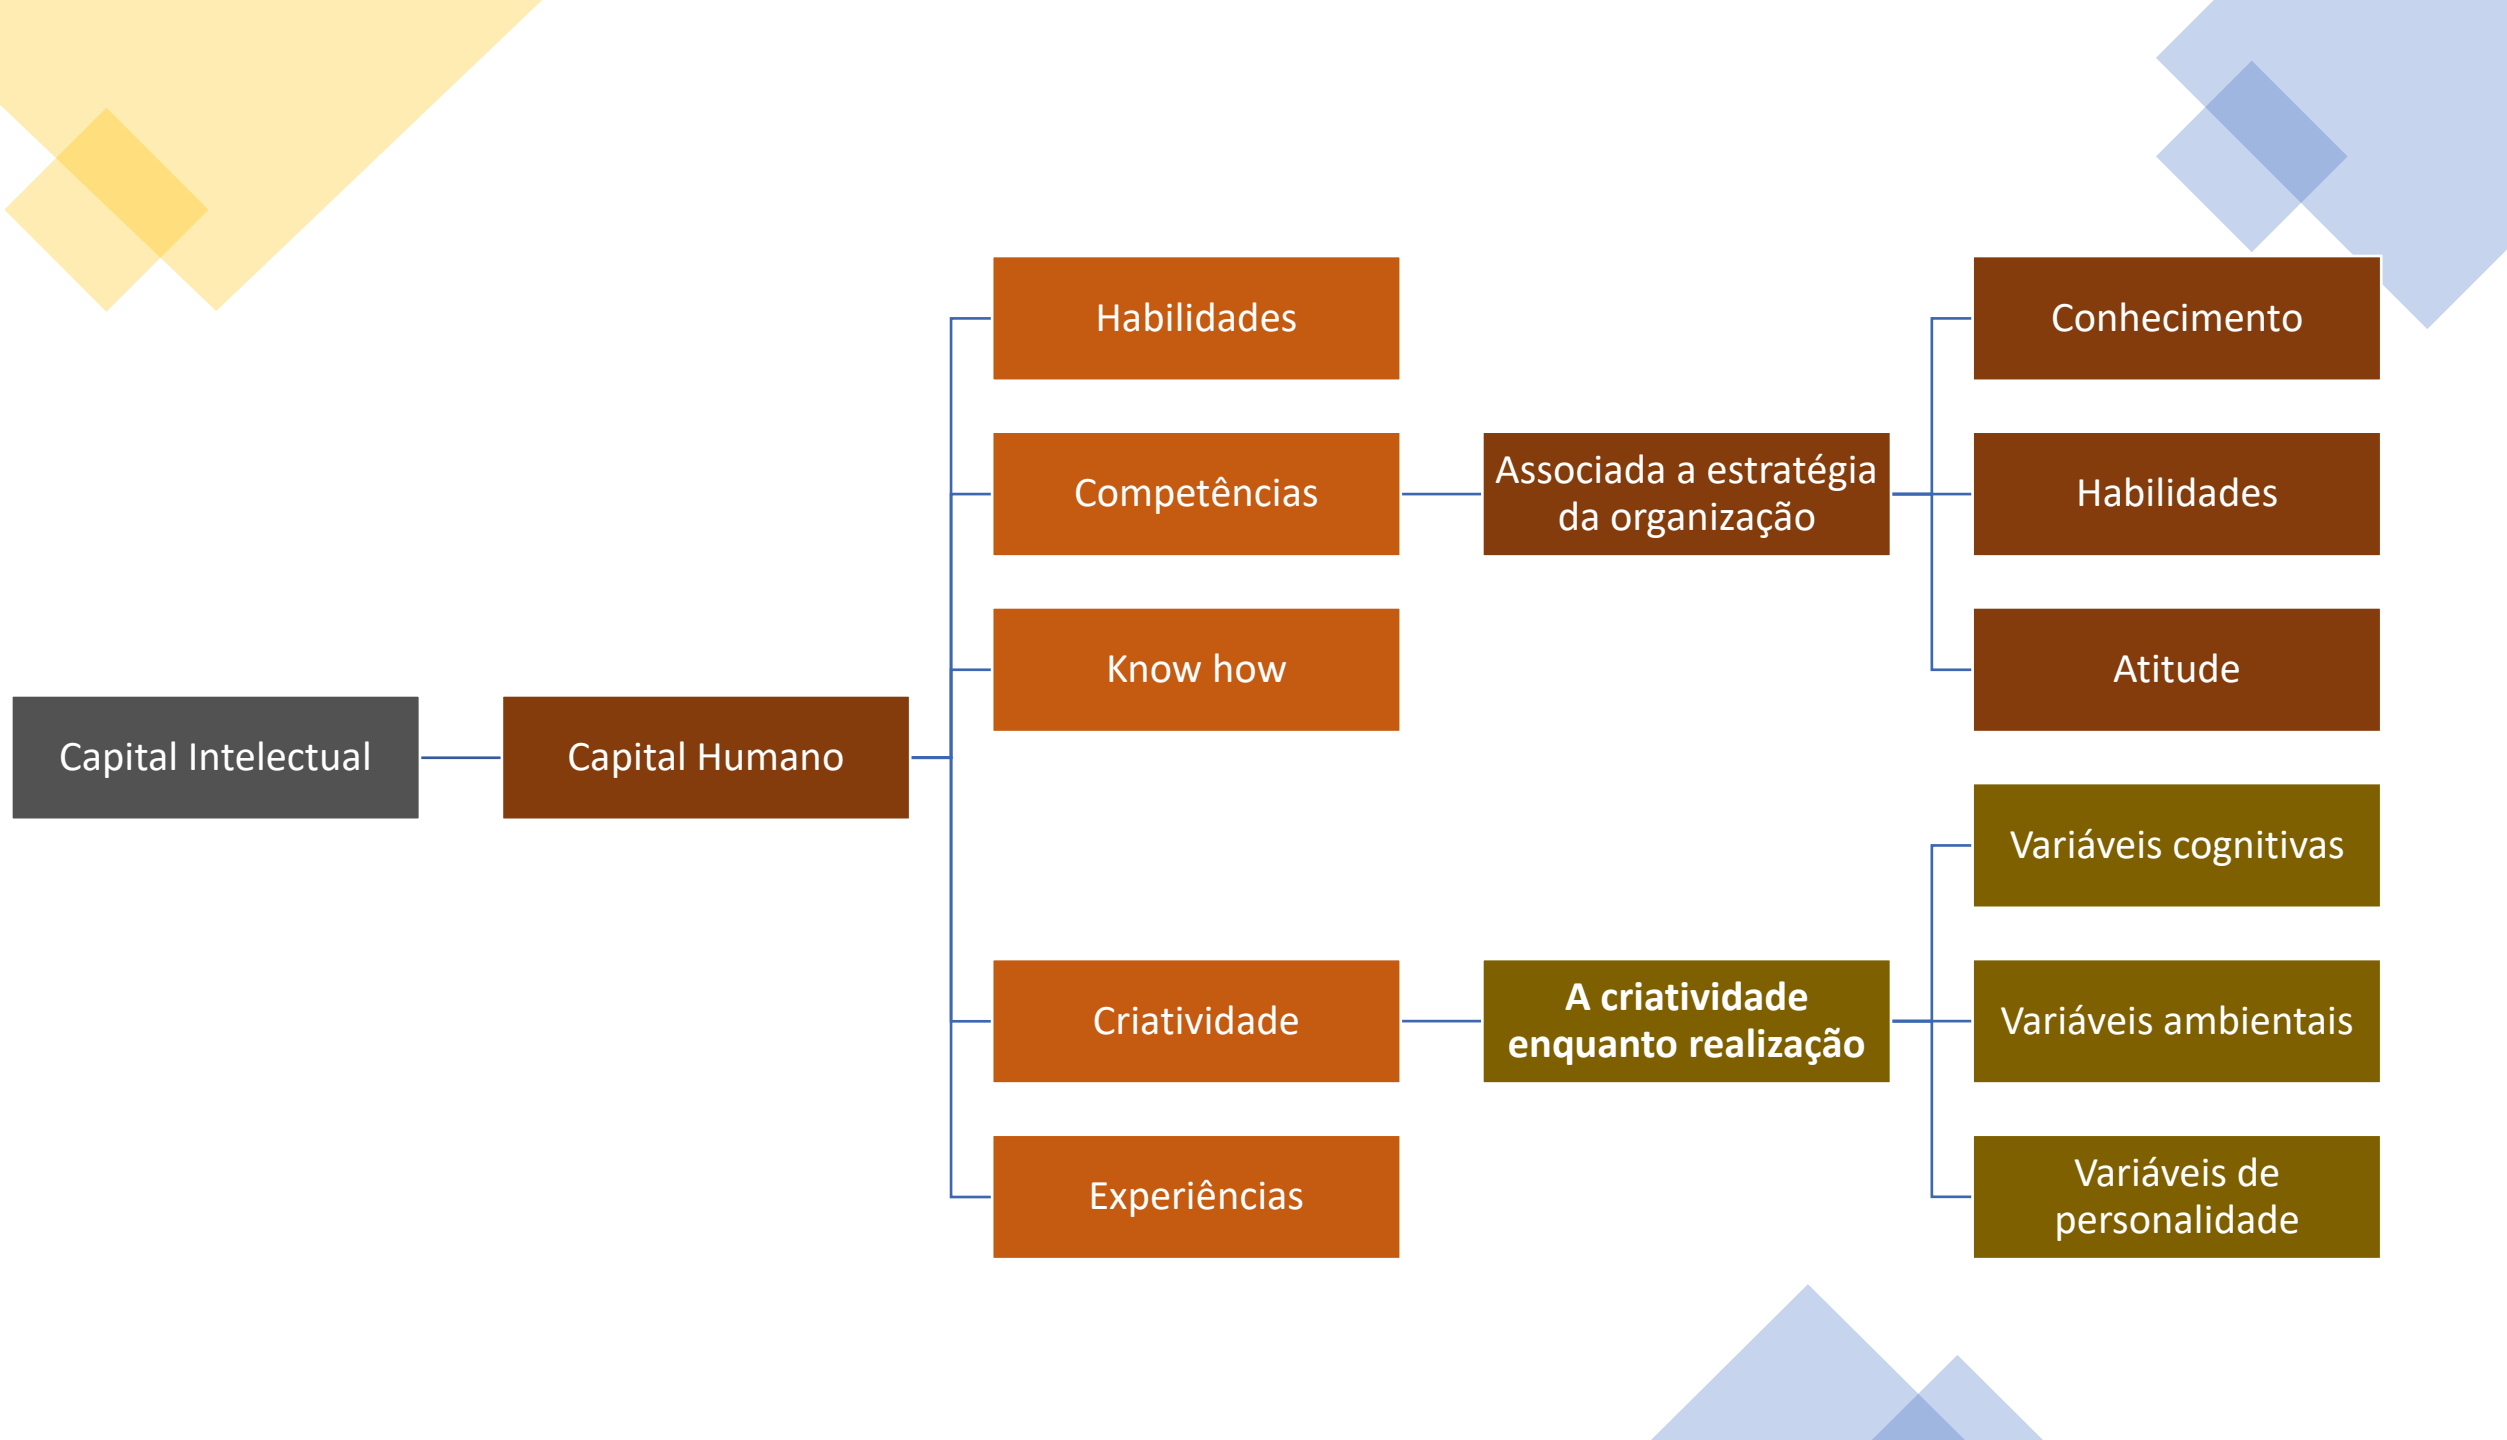 Capital Intelectual
Capital Humano
Habilidades
Competências
Know how
Criatividade
Experiências
Associada a estratégia
da organização
Conhecimento
Habilidades
Atitude
A criatividade
enquanto realização
Variáveis cognitivas
Variáveis ambientais
Variáveis de
personalidade